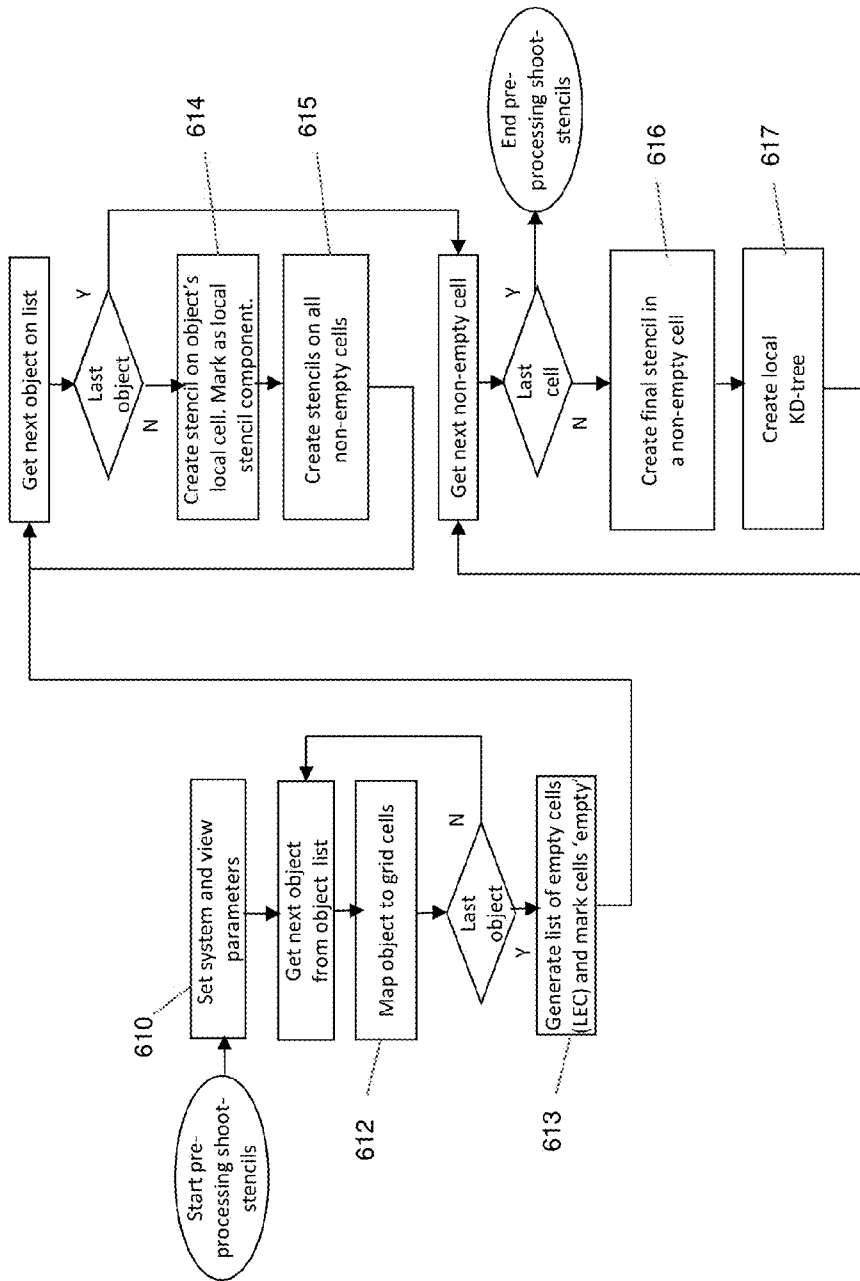 Start pre-
processing shoot-
stencils
610
Set system and view
parameters
Get next object
from object list
612
Map object to grid cells
Last
object
N
Y
613
Generate list of empty cells
(LEC) and mark cells 'empty'
Get next object on list
Last
object
Y
N
614
Create stencil on object's
local cell. Mark as local
stencil component.
615
Create stencils on all
non-empty cells
Get next non-empty cell
Last
cell
Y
N
End pre-
processing shoot-
stencils
616
Create final stencil in
a non-empty cell
617
Create local
KD-tree